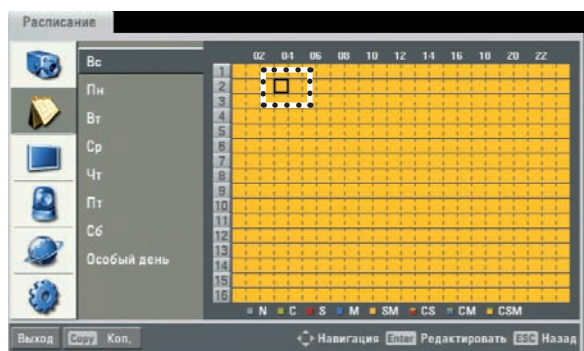 Расписание
Вс
Пн
Вт
Ср
Чт
Пт
Сб
Особый день
02 04 06 08 10 12 14 16 18 20 22
1
2
3
4
5
6
7
8
9
10
11
12
13
14
15
16
N C S M SM CS CM CSM
Выход Copy Коп. Навигация Enter Редактировать ESC Назад